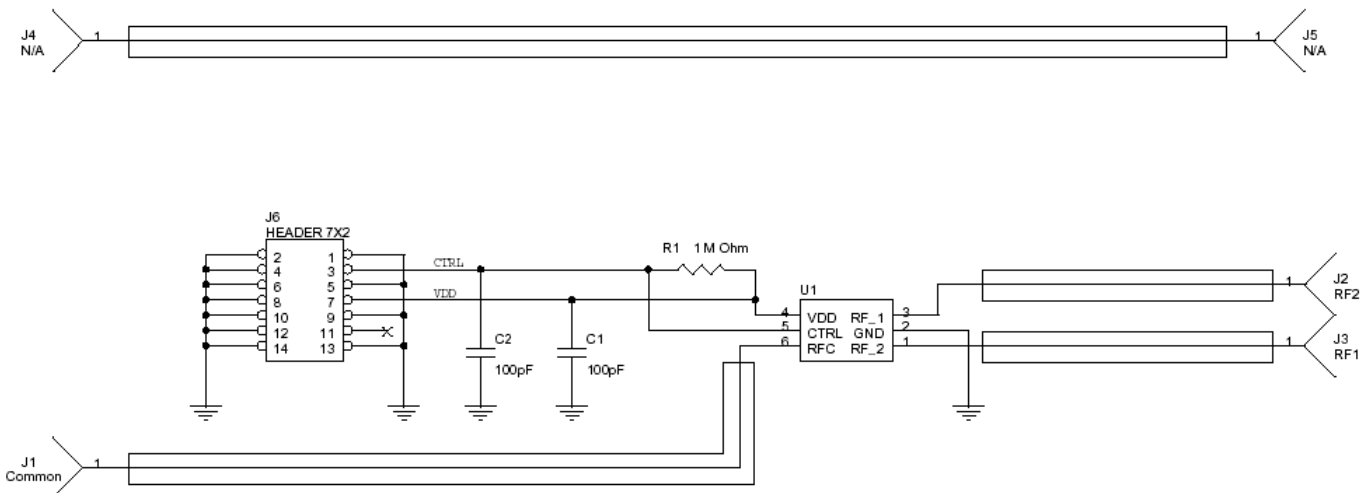 J4
N/A
1
1
J5
N/A
J6
HEADER 7X2
2 1
4 3
6 5
8 7
10 9
12 11
14 13
CTRL
VDD
R1 1 M Ohm
C2
100pF
C1
100pF
U1
4 VDD RF_1 3
5 CTRL GND 2
6 RFC RF_2 1
1 J2
RF2
1 J3
RF1
J1
Common
1